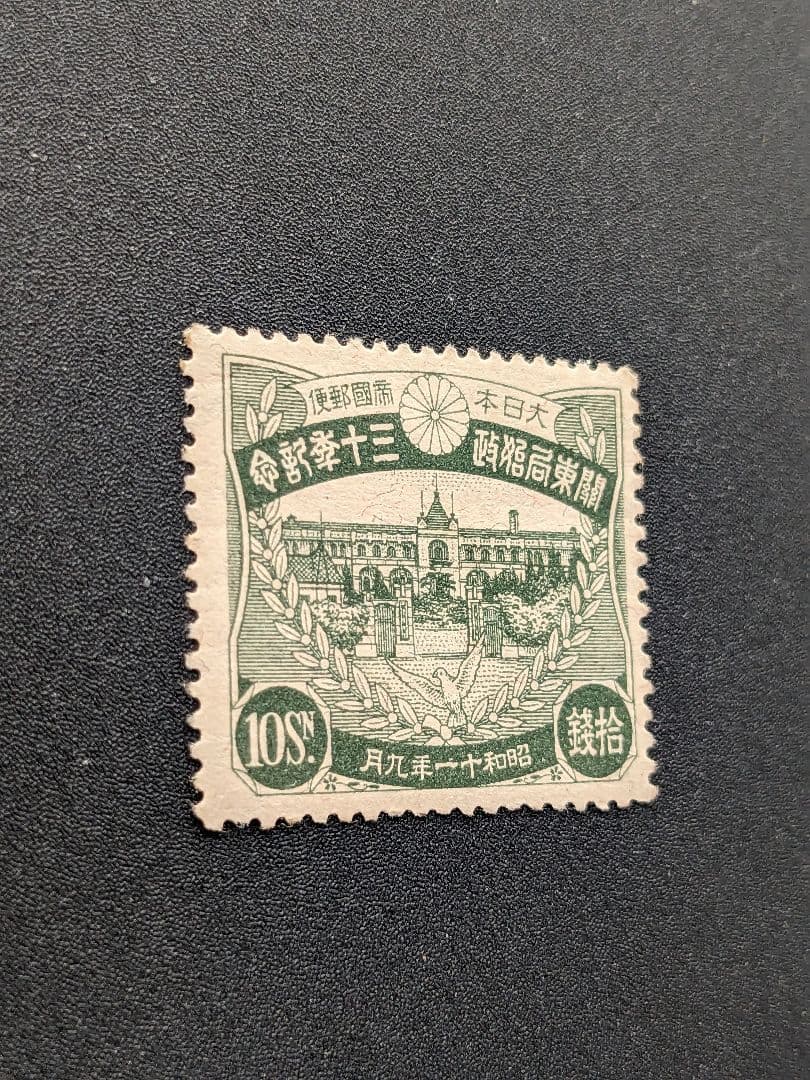 大日本帝國郵便
關東局始政三十年記念
10Sɴ.
拾錢
昭和十一年九月